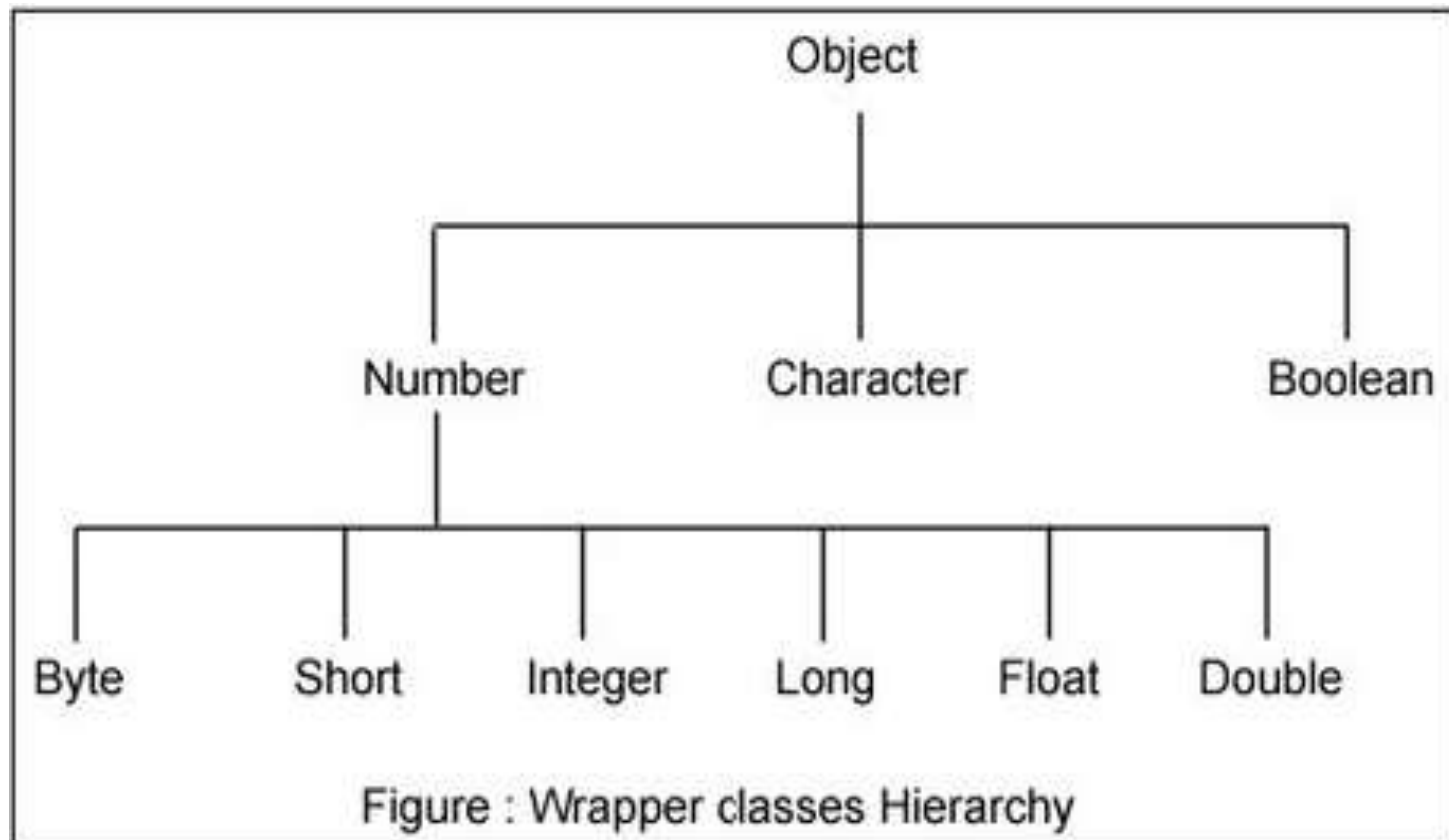 Object
Number Character Boolean
Byte Short Integer Long Float Double
Figure : Wrapper classes Hierarchy